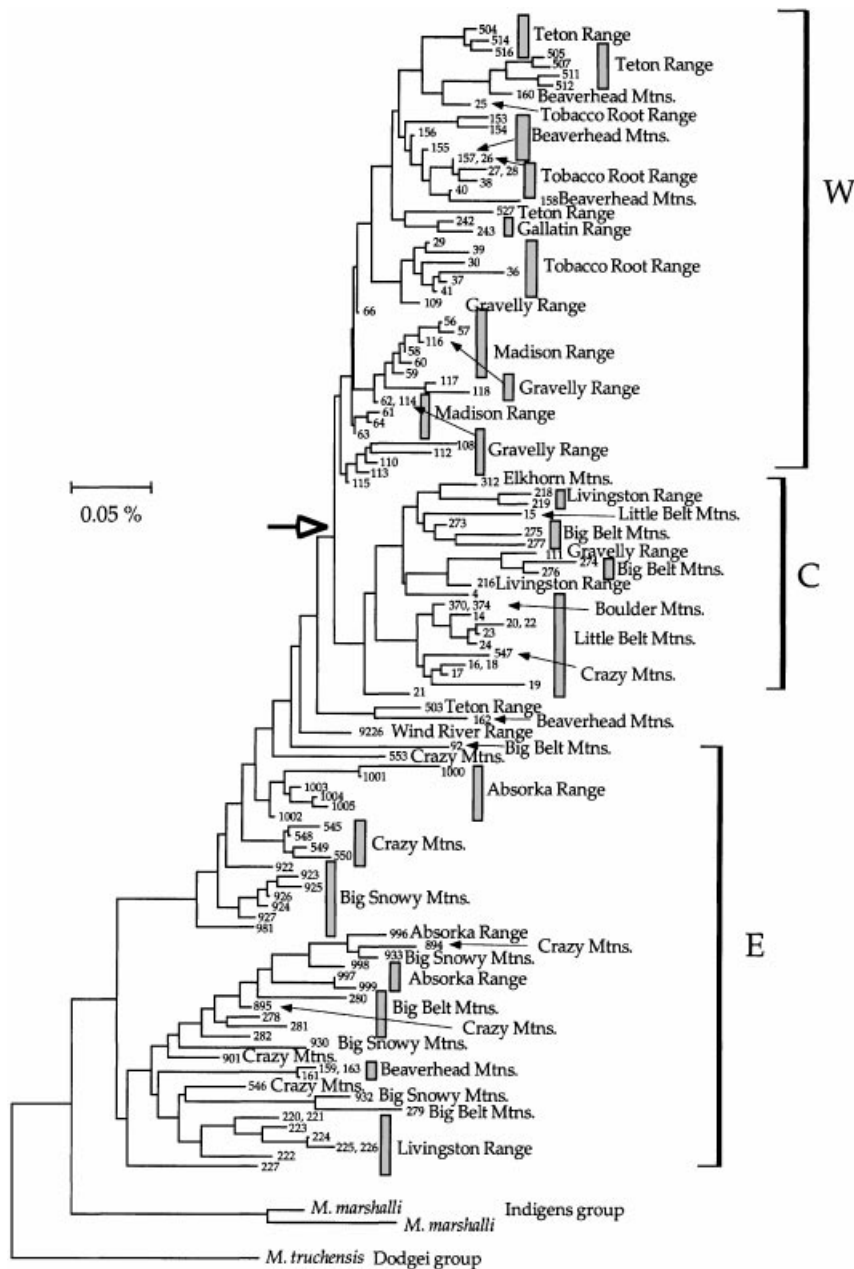 504
514 Teton Range
516
505
507 Teton Range
511
512
160 Beaverhead Mtns.
25 Tobacco Root Range
153
154 Beaverhead Mtns.
156
155
157, 26
27, 28 Tobacco Root Range
38
40
158 Beaverhead Mtns.
W
527 Teton Range
242 Gallatin Range
243
29
39
30 Tobacco Root Range
36
37
41
109
66 Gravelly Range
56
57
116 Madison Range
58
60
59
117 Gravelly Range
118
62, 114
61 Madison Range
64
63
108
112 Gravelly Range
110
113
115
0.05 %
312 Elkhorn Mtns.
218 Livingston Range
219
15 Little Belt Mtns.
273
275 Big Belt Mtns.
277
111 Gravelly Range
274
276 Big Belt Mtns.
C
216 Livingston Range
4
370, 374 Boulder Mtns.
14
20, 22
23 Little Belt Mtns.
24
547
16, 18
17 Crazy Mtns.
19
21
503 Teton Range
162 Beaverhead Mtns.
9226 Wind River Range
92 Big Belt Mtns.
553 Crazy Mtns.
1000
1001
1003 Absorka Range
1004
1005
1002
545
548 Crazy Mtns.
549
550
922
923
925
926 Big Snowy Mtns.
924
927
981
E
996 Absorka Range
894 Crazy Mtns.
933 Big Snowy Mtns.
998
997 Absorka Range
999
280
895 Big Belt Mtns.
278
281 Crazy Mtns.
282
930 Big Snowy Mtns.
901 Crazy Mtns.
159, 163 Beaverhead Mtns.
161
546 Crazy Mtns.
932 Big Snowy Mtns.
279 Big Belt Mtns.
220, 221
223
224
225, 226 Livingston Range
222
227
M. marshalli Indigens group
M. marshalli
M. truchensis Dodgei group